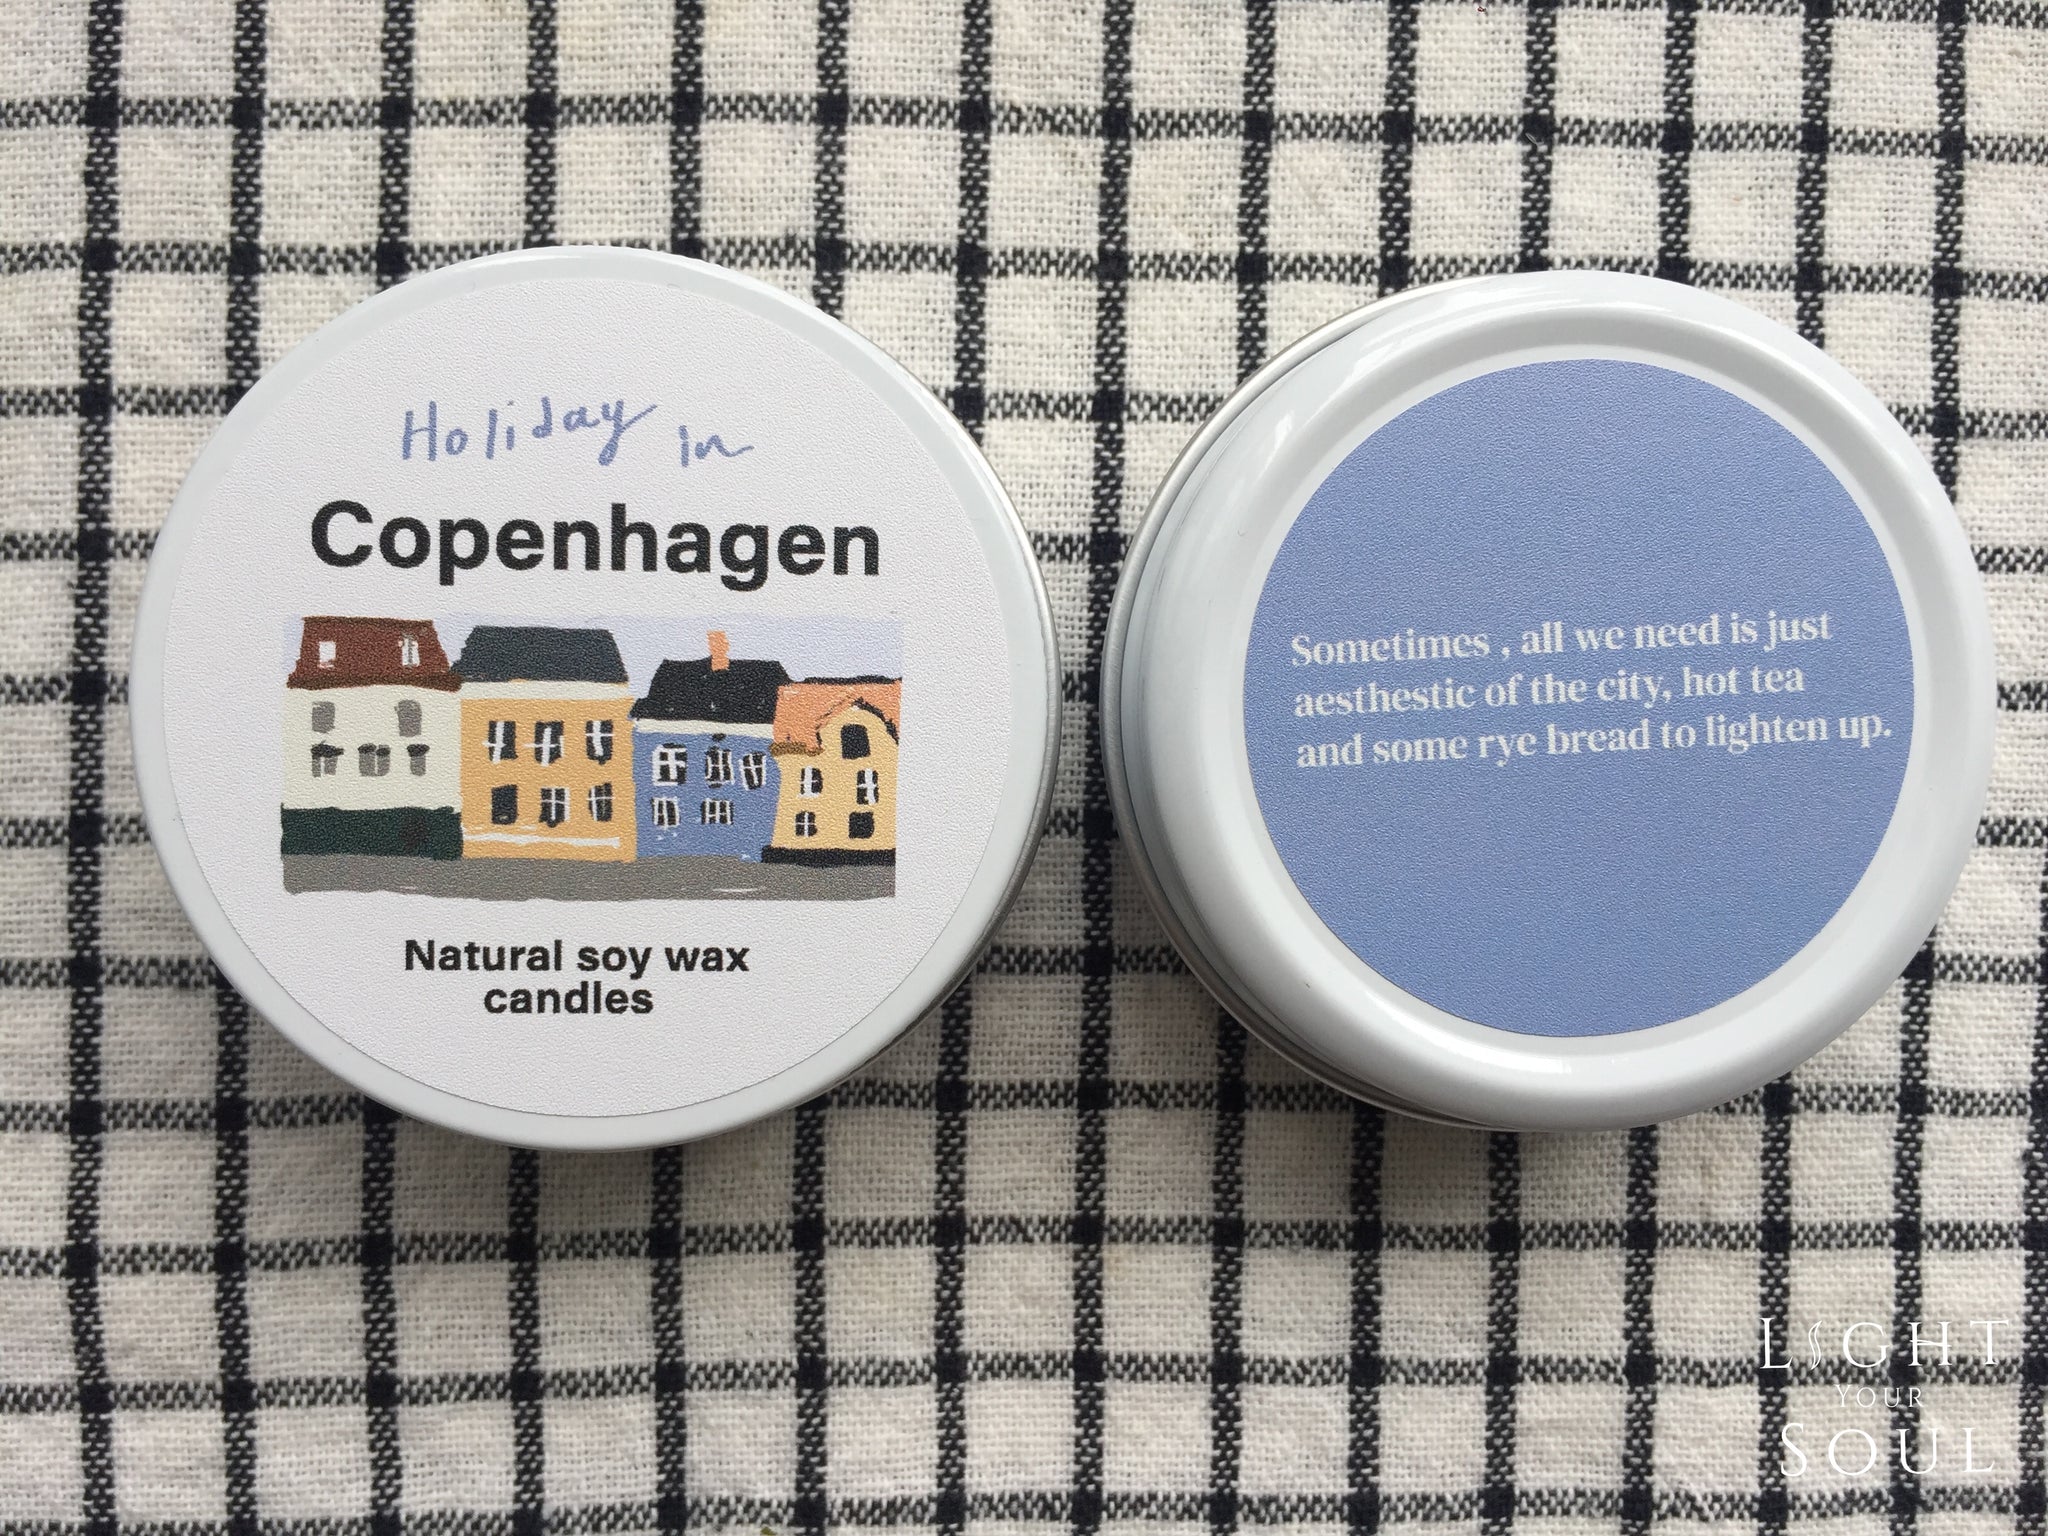 Holiday In
Copenhagen
Natural soy wax
candles
Sometimes , all we need is just
aesthestic of the city, hot tea
and some rye bread to lighten up.
LIGHT
YOUR
SOUL